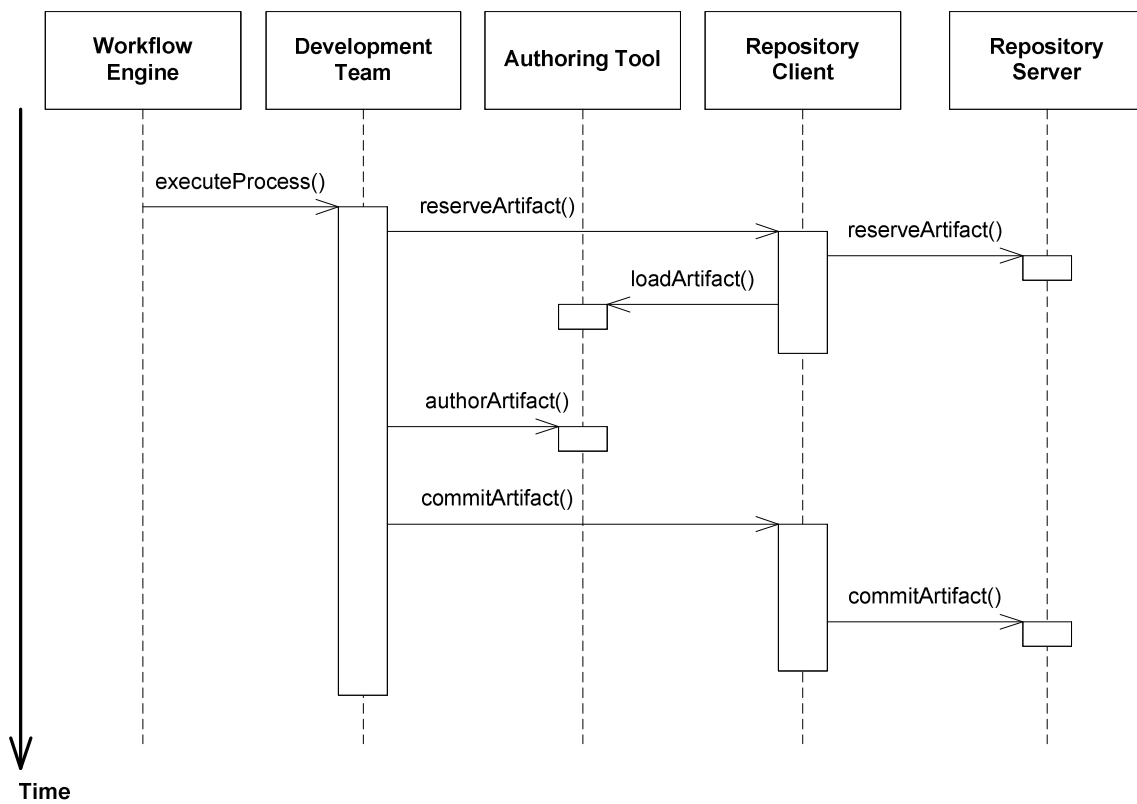 Workflow
Engine
Development
Team
Authoring Tool
Repository
Client
Repository
Server
executeProcess()
reserveArtifact()
reserveArtifact()
loadArtifact()
authorArtifact()
commitArtifact()
commitArtifact()
Time